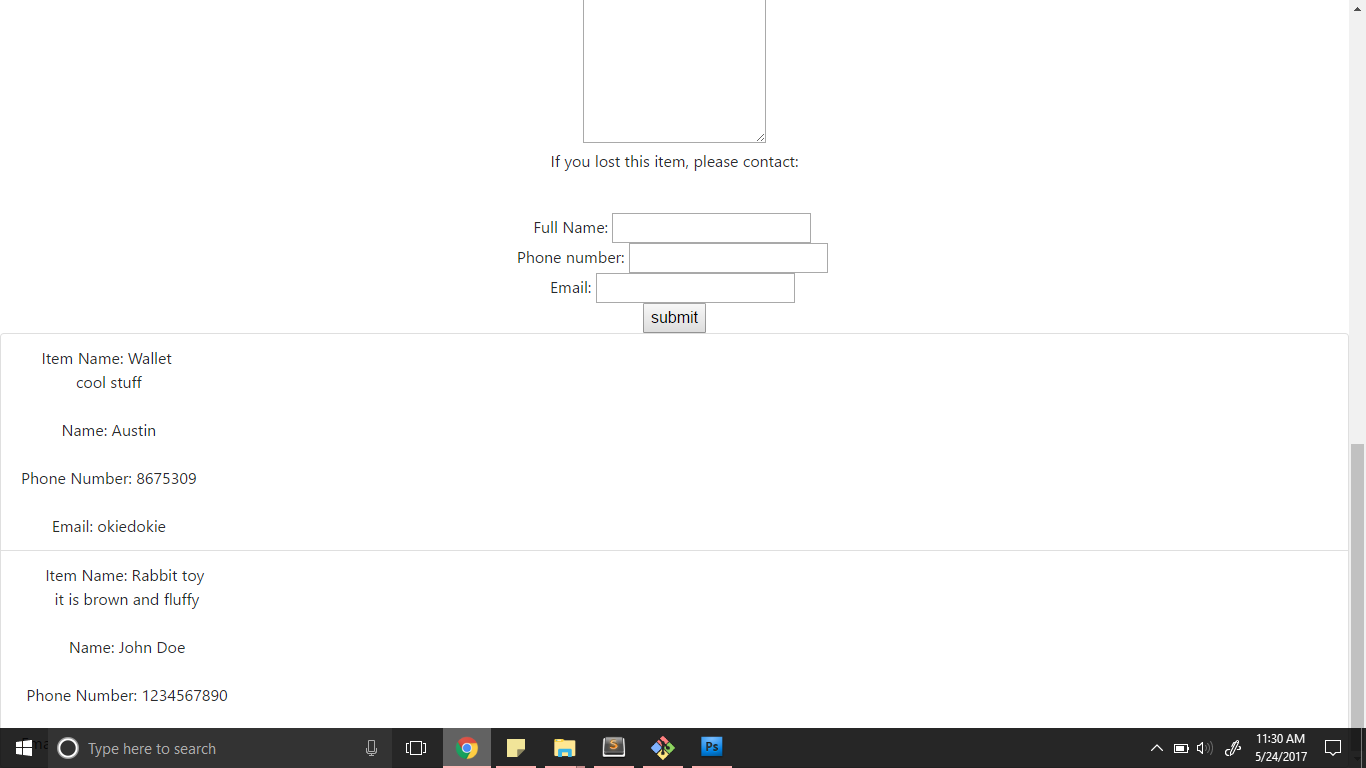 If you lost this item, please contact:
Full Name:
Phone number:
Email:
submit
Item Name: Wallet
cool stuff
Name: Austin
Phone Number: 8675309
Email: okiedokie
Item Name: Rabbit toy
it is brown and fluffy
Name: John Doe
Phone Number: 1234567890
Type here to search
S
Ps
11:30 AM
5/24/2017